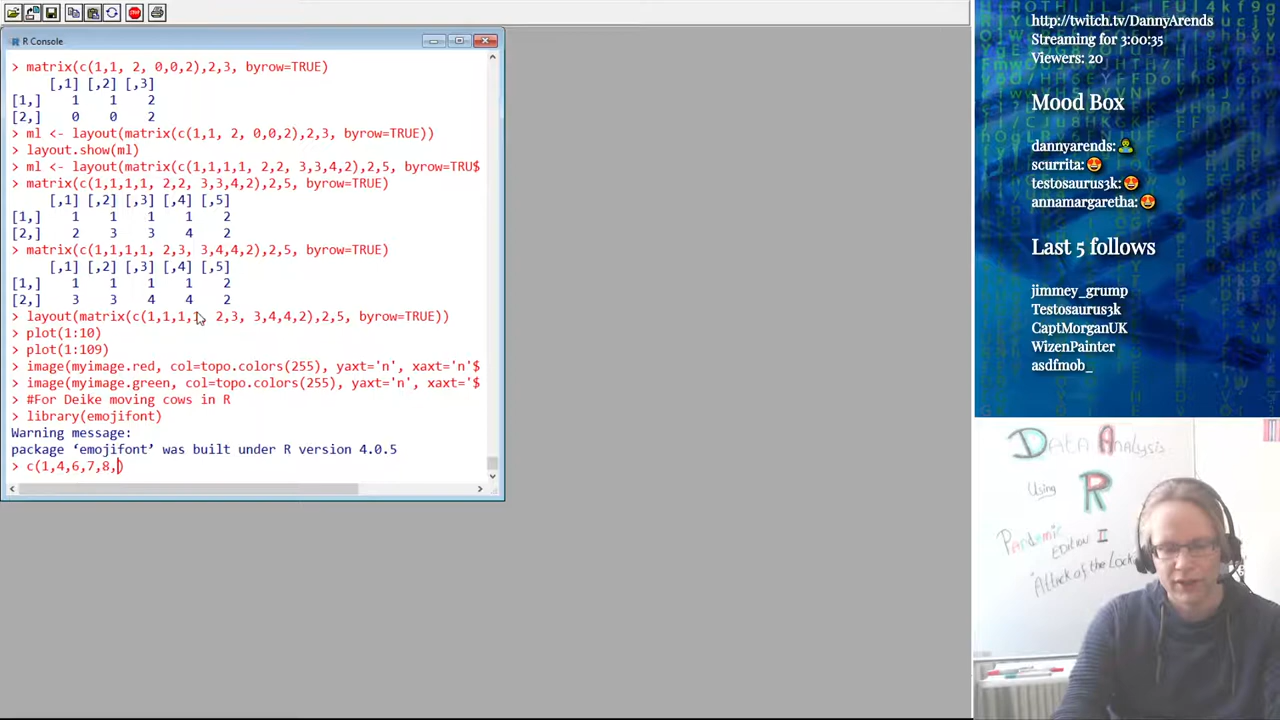 R Console
> matrix(c(1,1, 2, 0,0,2),2,3, byrow=TRUE)
[,1] [,2] [,3]
[1,] 1 1 2
[2,] 0 0 2
> ml <- layout(matrix(c(1,1, 2, 0,0,2),2,3, byrow=TRUE))
> layout.show(ml)
> ml <- layout(matrix(c(1,1,1,1, 2,2, 3,3,4,2),2,5, byrow=TRU$
> matrix(c(1,1,1,1, 2,2, 3,3,4,2),2,5, byrow=TRUE)
[,1] [,2] [,3] [,4] [,5]
[1,] 1 1 1 1 2
[2,] 2 3 3 4 2
> matrix(c(1,1,1,1, 2,3, 3,4,4,2),2,5, byrow=TRUE)
[,1] [,2] [,3] [,4] [,5]
[1,] 1 1 1 1 2
[2,] 3 3 4 4 2
> layout(matrix(c(1,1,1,1, 2,3, 3,4,4,2),2,5, byrow=TRUE))
> plot(1:10)
> plot(1:109)
> image(myimage.red, col=topo.colors(255), yaxt='n', xaxt='n'$
> image(myimage.green, col=topo.colors(255), yaxt='n', xaxt='$
> #For Deike moving cows in R
> library(emojifont)
Warning message:
package ‘emojifont’ was built under R version 4.0.5
> c(1,4,6,7,8,)
http://twitch.tv/DannyArends
Streaming for 3:00:35
Viewers: 20
Mood Box
dannyarends:
scurrita:
testosaurus3k:
annamargaretha:
Last 5 follows
jimmey_grump
Testosaurus3k
CaptMorganUK
WizenPainter
asdfmob_
Data Analysis
Using R
Pandemic
Edition II
"Attack of the